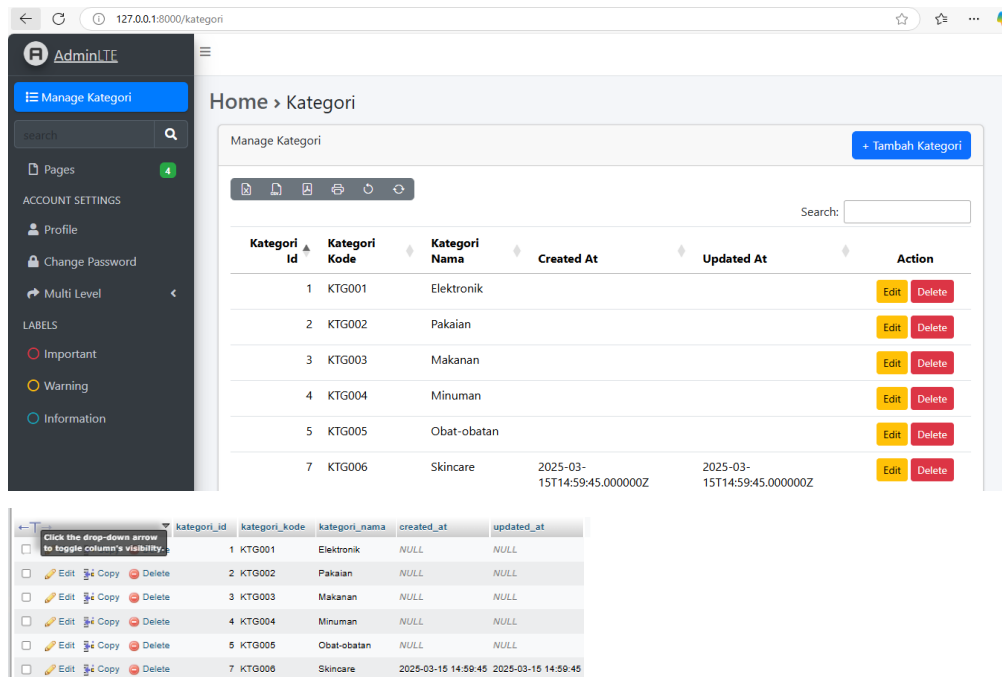 127.0.0.1:8000/kategori
AdminLTE
Manage Kategori
search
Pages 4
ACCOUNT SETTINGS
Profile
Change Password
Multi Level
LABELS
Important
Warning
Information
Home › Kategori
Manage Kategori
+ Tambah Kategori
Search:
Kategori Id Kategori Kode Kategori Nama Created At Updated At Action
1 KTG001 Elektronik Edit Delete
2 KTG002 Pakaian Edit Delete
3 KTG003 Makanan Edit Delete
4 KTG004 Minuman Edit Delete
5 KTG005 Obat-obatan Edit Delete
7 KTG006 Skincare 2025-03- 2025-03- Edit Delete
15T14:59:45.000000Z 15T14:59:45.000000Z
kategori_id kategori_kode kategori_nama created_at updated_at
Click the drop-down arrow
to toggle column's visibility.
1 KTG001 Elektronik NULL NULL
Edit Copy Delete 2 KTG002 Pakaian NULL NULL
Edit Copy Delete 3 KTG003 Makanan NULL NULL
Edit Copy Delete 4 KTG004 Minuman NULL NULL
Edit Copy Delete 5 KTG005 Obat-obatan NULL NULL
Edit Copy Delete 7 KTG006 Skincare 2025-03-15 14:59:45 2025-03-15 14:59:45